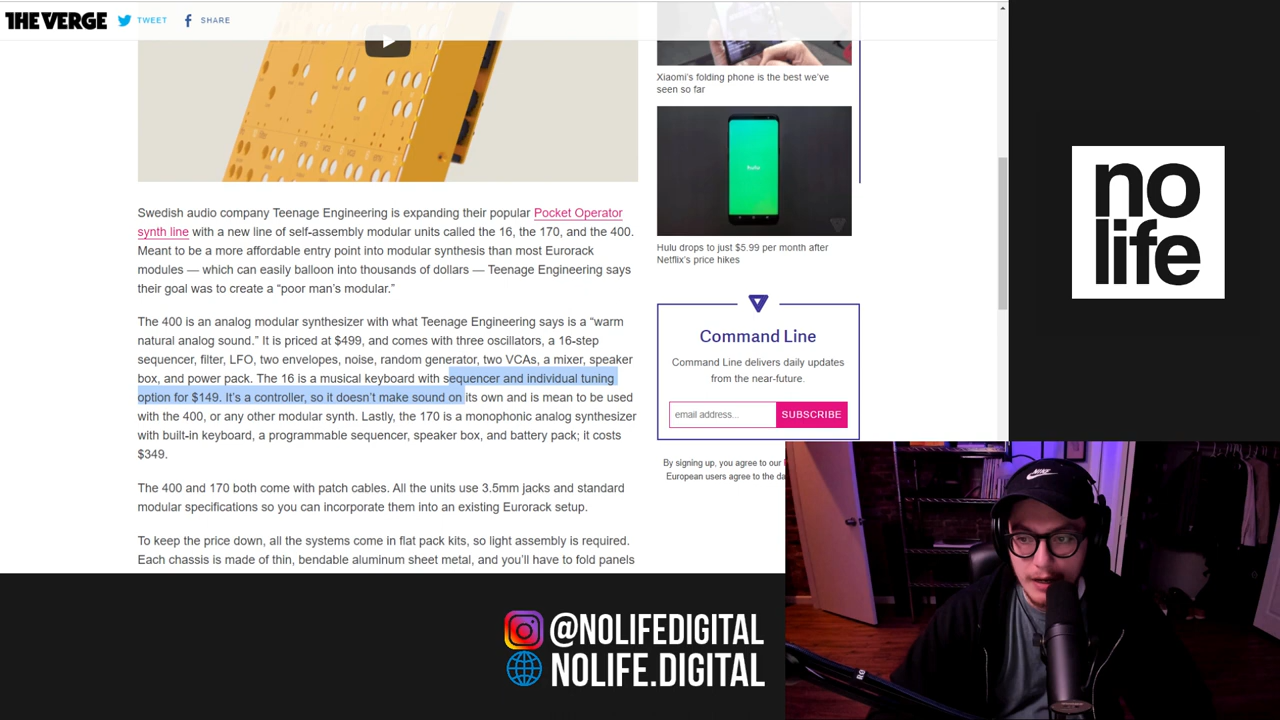 THE VERGE
TWEET
SHARE
Swedish audio company Teenage Engineering is expanding their popular Pocket Operator
synth line with a new line of self-assembly modular units called the 16, the 170, and the 400.
Meant to be a more affordable entry point into modular synthesis than most Eurorack
modules — which can easily balloon into thousands of dollars — Teenage Engineering says
their goal was to create a “poor man’s modular.”
The 400 is an analog modular synthesizer with what Teenage Engineering says is a “warm
natural analog sound.” It is priced at $499, and comes with three oscillators, a 16-step
sequencer, filter, LFO, two envelopes, noise, random generator, two VCAs, a mixer, speaker
box, and power pack. The 16 is a musical keyboard with sequencer and individual tuning
option for $149. It’s a controller, so it doesn’t make sound on its own and is mean to be used
with the 400, or any other modular synth. Lastly, the 170 is a monophonic analog synthesizer
with built-in keyboard, a programmable sequencer, speaker box, and battery pack; it costs
$349.
The 400 and 170 both come with patch cables. All the units use 3.5mm jacks and standard
modular specifications so you can incorporate them into an existing Eurorack setup.
To keep the price down, all the systems come in flat pack kits, so light assembly is required.
Each chassis is made of thin, bendable aluminum sheet metal, and you’ll have to fold panels
Xiaomi’s folding phone is the best we’ve
seen so far
hulu
Hulu drops to just $5.99 per month after
Netflix’s price hikes
Command Line
Command Line delivers daily updates
from the near-future.
email address...
SUBSCRIBE
By signing up, you agree to our
European users agree to the da
no
life
@NOLIFEDIGITAL
NOLIFE.DIGITAL
NIKE